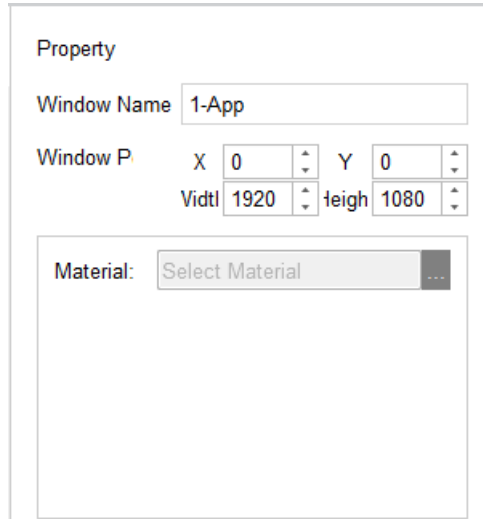 Property
Window Name 1-App
Window P X 0 Y 0
Vidtl 1920 Heigh 1080
Material: Select Material ...